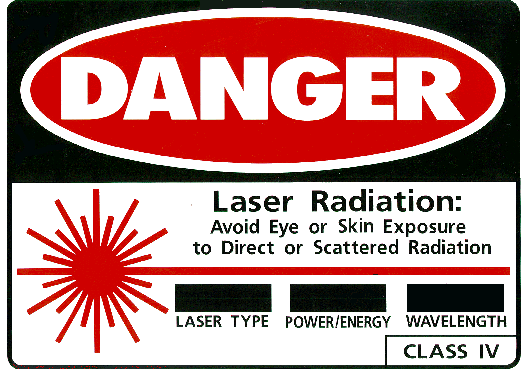 DANGER
Laser Radiation:
Avoid Eye or Skin Exposure
to Direct or Scattered Radiation
LASER TYPE POWER/ENERGY WAVELENGTH
CLASS IV